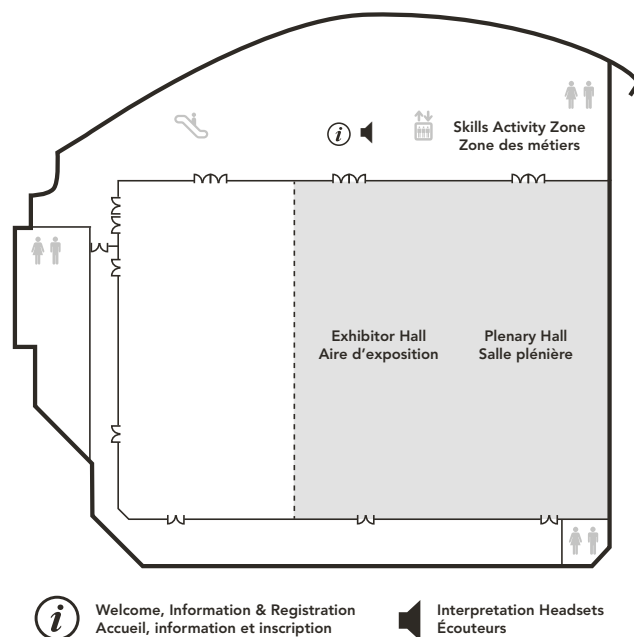 Skills Activity Zone
Zone des métiers
Exhibitor Hall
Aire d'exposition
Plenary Hall
Salle plénière
i
i
Welcome, Information & Registration
Accueil, information et inscription
Interpretation Headsets
Écouteurs